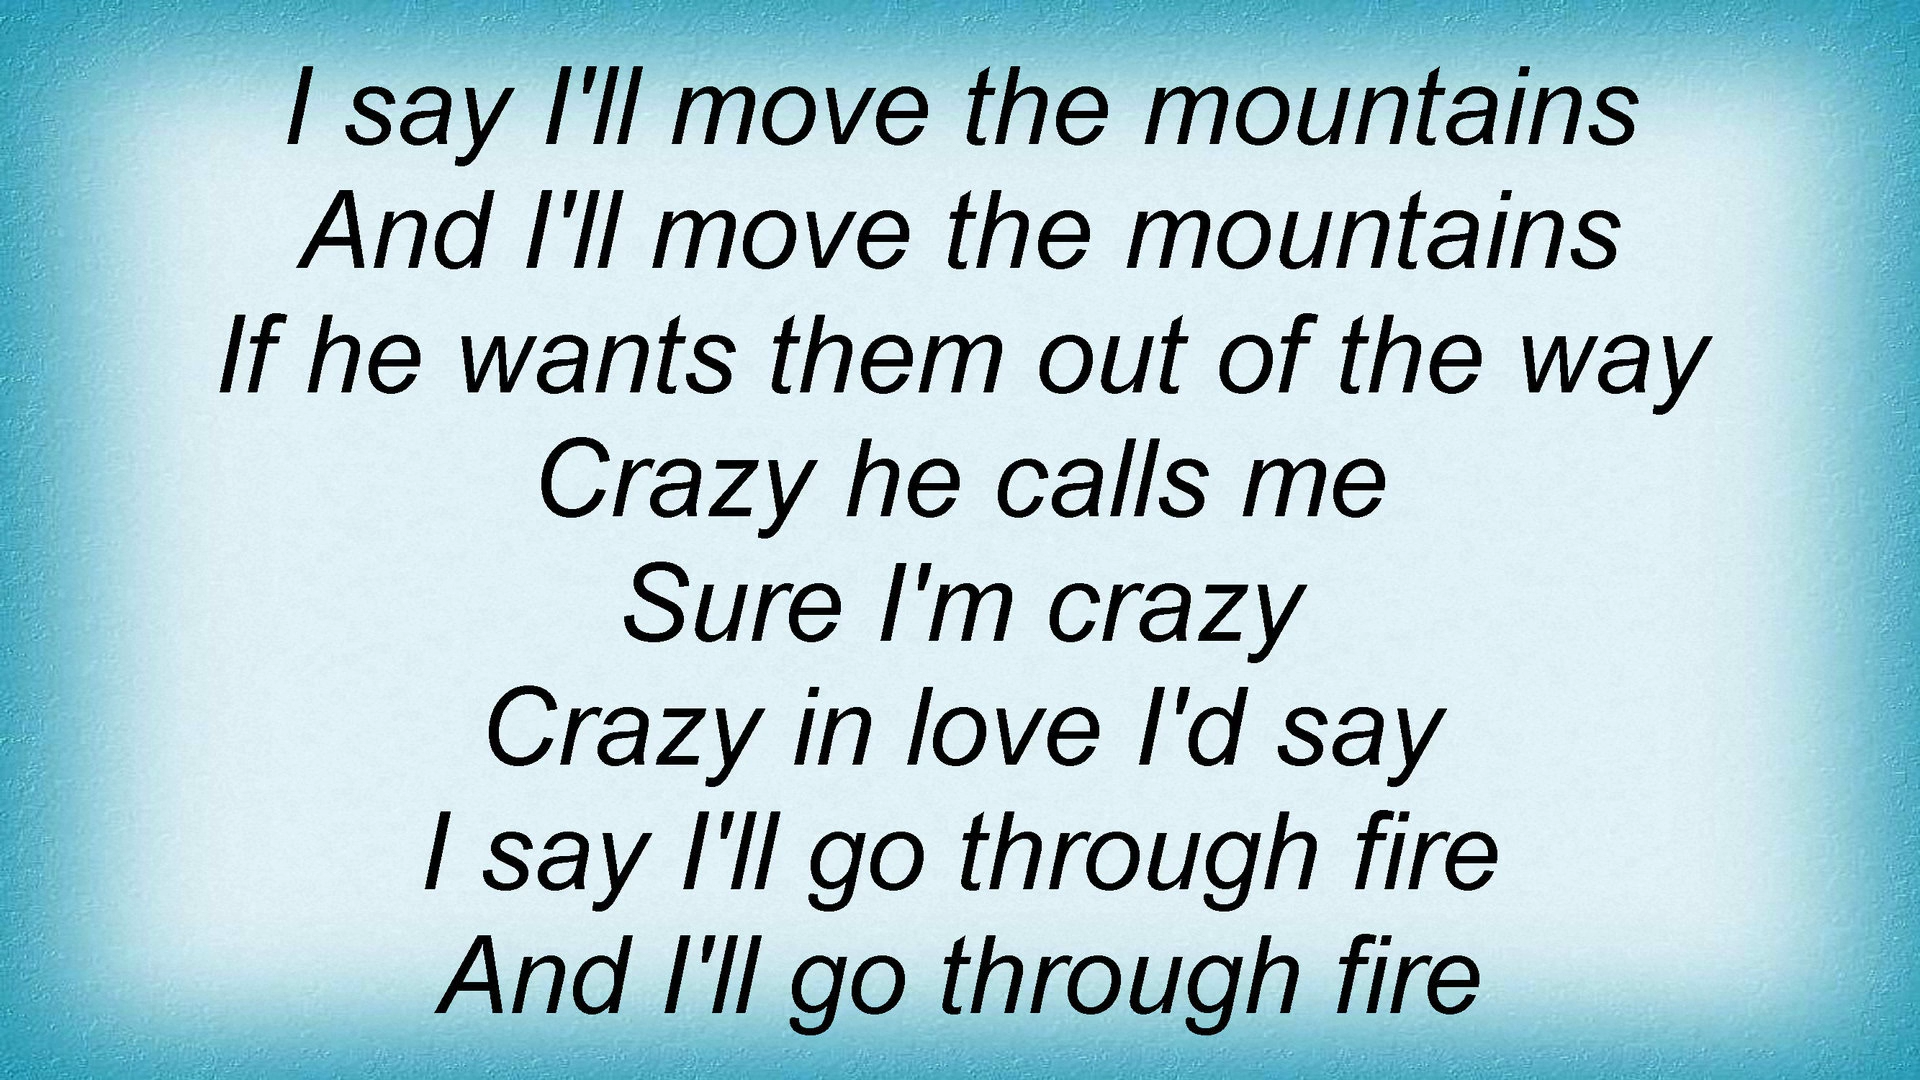 I say I'll move the mountains
And I'll move the mountains
If he wants them out of the way
Crazy he calls me
Sure I'm crazy
Crazy in love I'd say
I say I'll go through fire
And I'll go through fire